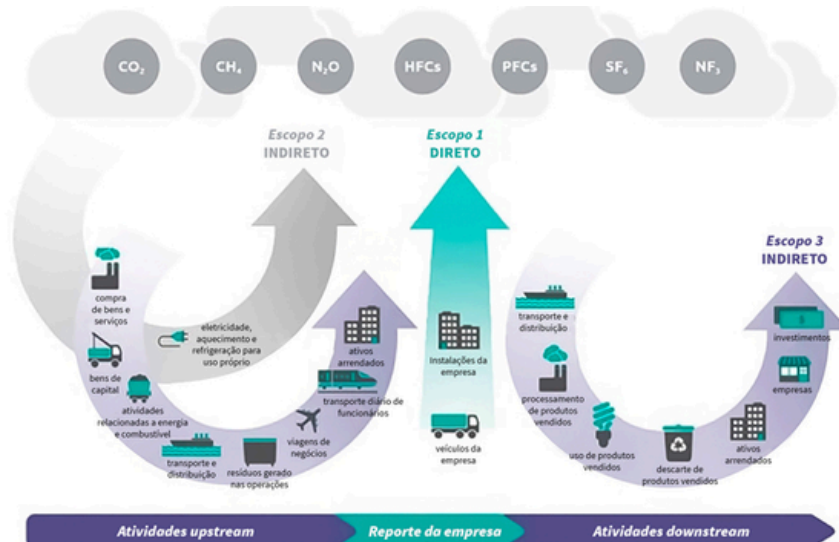 CO₂
CH₄
N₂O
HFCs
PFCs
SF₆
NF₃
Escopo 2
INDIRETO
Escopo 1
DIRETO
Escopo 3
INDIRETO
compra
de bens e
serviços
bens de
capital
atividades
relacionadas a energia
e combustível
eletricidade,
aquecimento e
refrigeração para
uso próprio
transporte e
distribuição
resíduos gerado
nas operações
viagens de
negócios
transporte diário de
funcionários
ativos
arrendados
Instalações da
empresa
veículos da
empresa
transporte e
distribuição
processamento
de produtos
vendidos
uso de produtos
vendidos
descarte de
produtos vendidos
ativos
arrendados
empresas
$
investimentos
Atividades upstream
Reporte da empresa
Atividades downstream